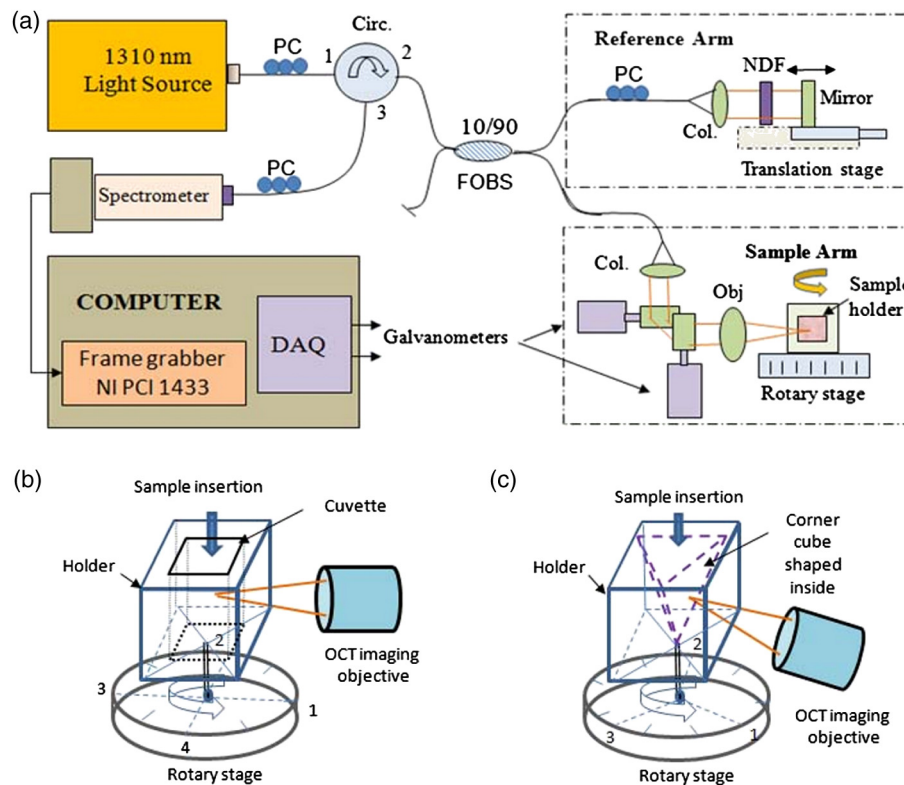 (a)
1310 nm
Light Source
PC
Circ.
1
2
3
PC
Spectrometer
10/90
FOBS
Reference Arm
PC
NDF
Mirror
Col.
Translation stage
COMPUTER
Frame grabber
NI PCI 1433
DAQ
Galvanometers
Sample Arm
Col.
Obj
Sample
holder
Rotary stage
(b)
Sample insertion
Cuvette
Holder
OCT imaging
objective
2
3
1
4
Rotary stage
(c)
Sample insertion
Corner
cube
shaped
inside
Holder
2
3
1
OCT imaging
objective
Rotary stage